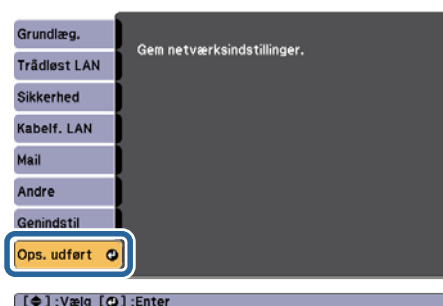 Grundlæg.
Gem netværksindstillinger.
Trådløst LAN
Sikkerhed
Kabelf. LAN
Mail
Andre
Genindstil
Ops. udført
[ ] :Vælg [ ] :Enter